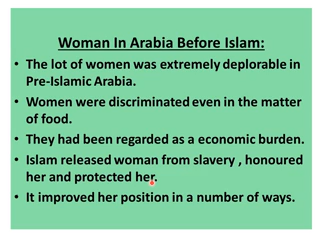 Woman In Arabia Before Islam:
• The lot of women was extremely deplorable in
Pre-Islamic Arabia.
• Women were discriminated even in the matter
of food.
• They had been regarded as a economic burden.
• Islam released woman from slavery , honoured
her and protected her.
• It improved her position in a number of ways.